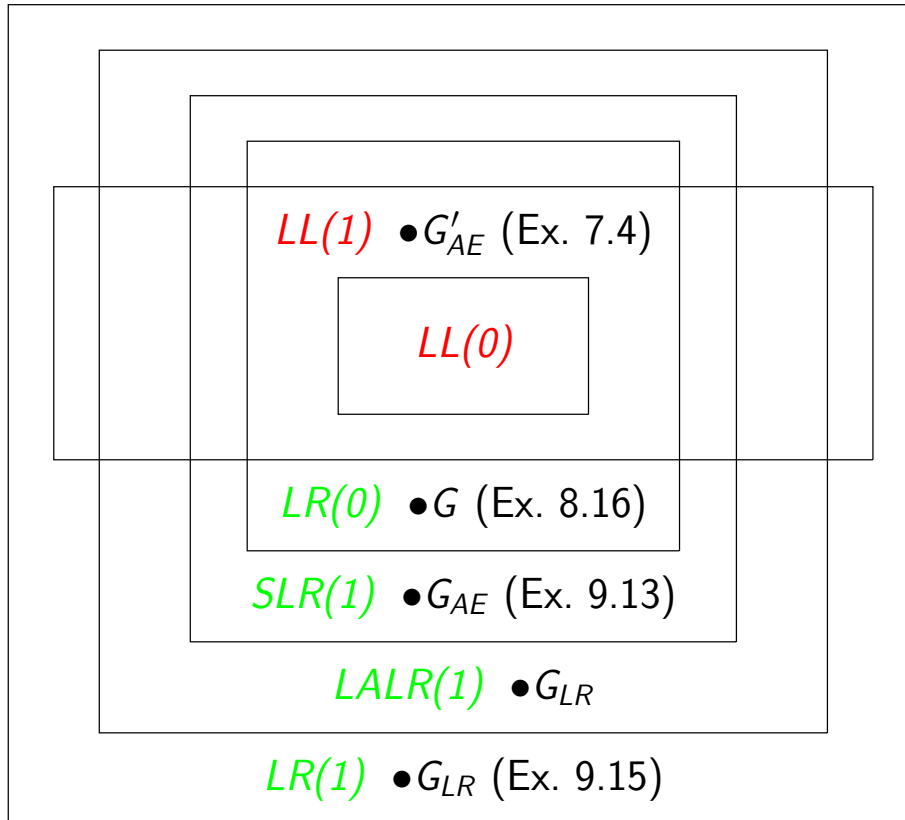 LL(1) •G′AE (Ex. 7.4)
LL(0)
LR(0) •G (Ex. 8.16)
SLR(1) •GAE (Ex. 9.13)
LALR(1) •GLR
LR(1) •GLR (Ex. 9.15)